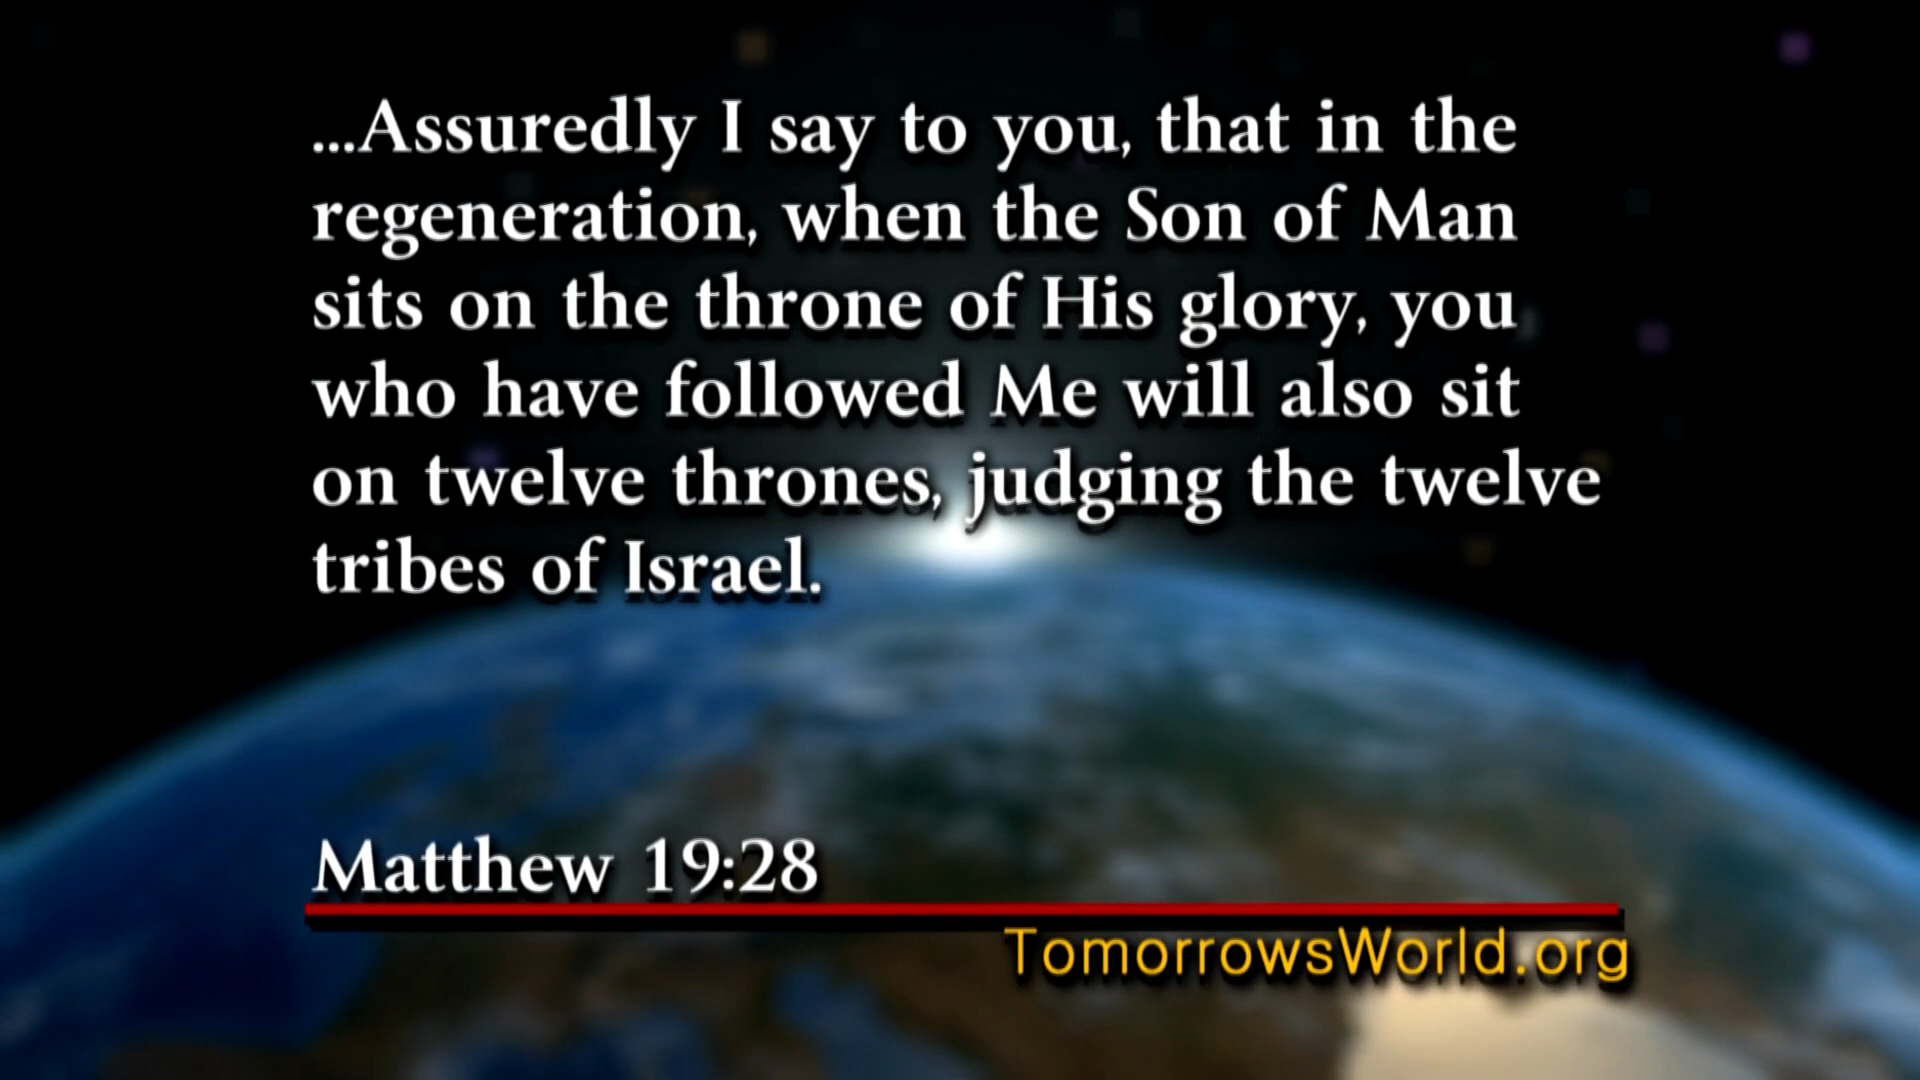 ...Assuredly I say to you, that in the
regeneration, when the Son of Man
sits on the throne of His glory, you
who have followed Me will also sit
on twelve thrones, judging the twelve
tribes of Israel.
Matthew 19:28
TomorrowsWorld.org